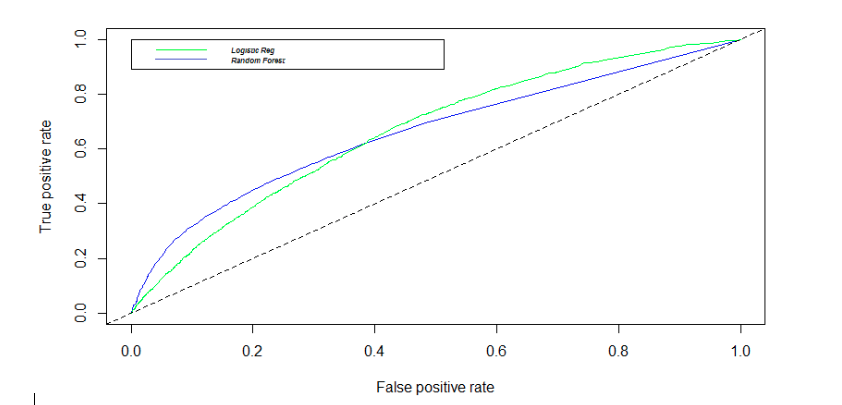 Logistic Reg
Random Forest
True positive rate
1.0
0.8
0.6
0.4
0.2
0.0
0.0 0.2 0.4 0.6 0.8 1.0
False positive rate